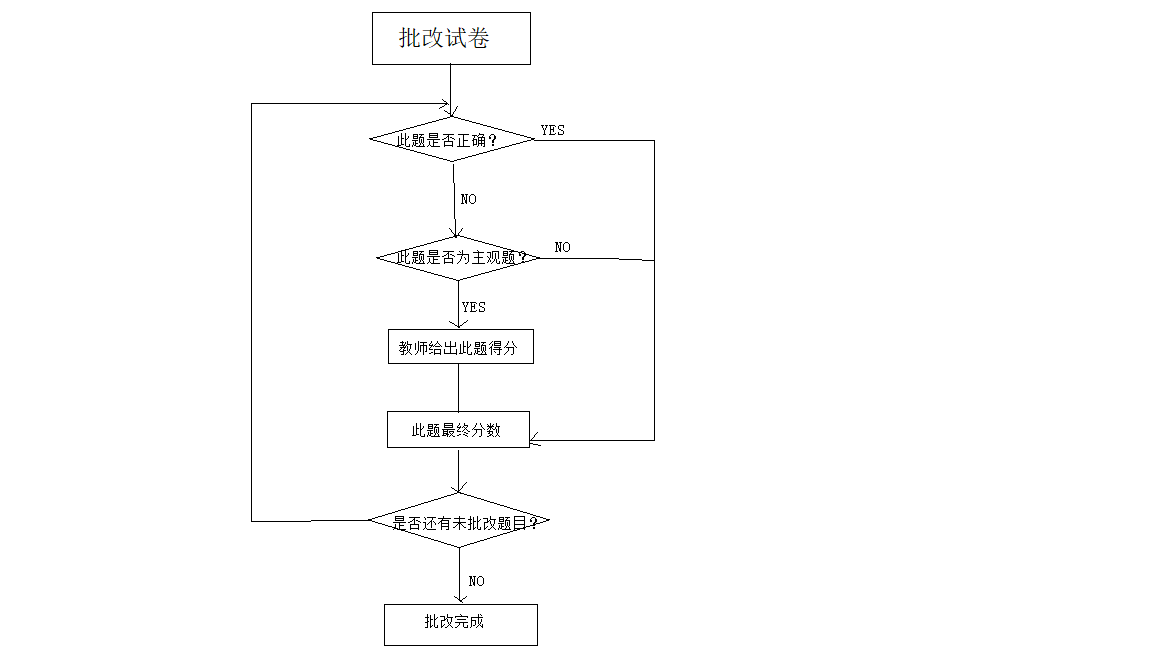 批改试卷
此题是否正确？
YES
NO
此题是否为主观题？
NO
YES
教师给出此题得分
此题最终分数
是否还有未批改题目？
NO
批改完成